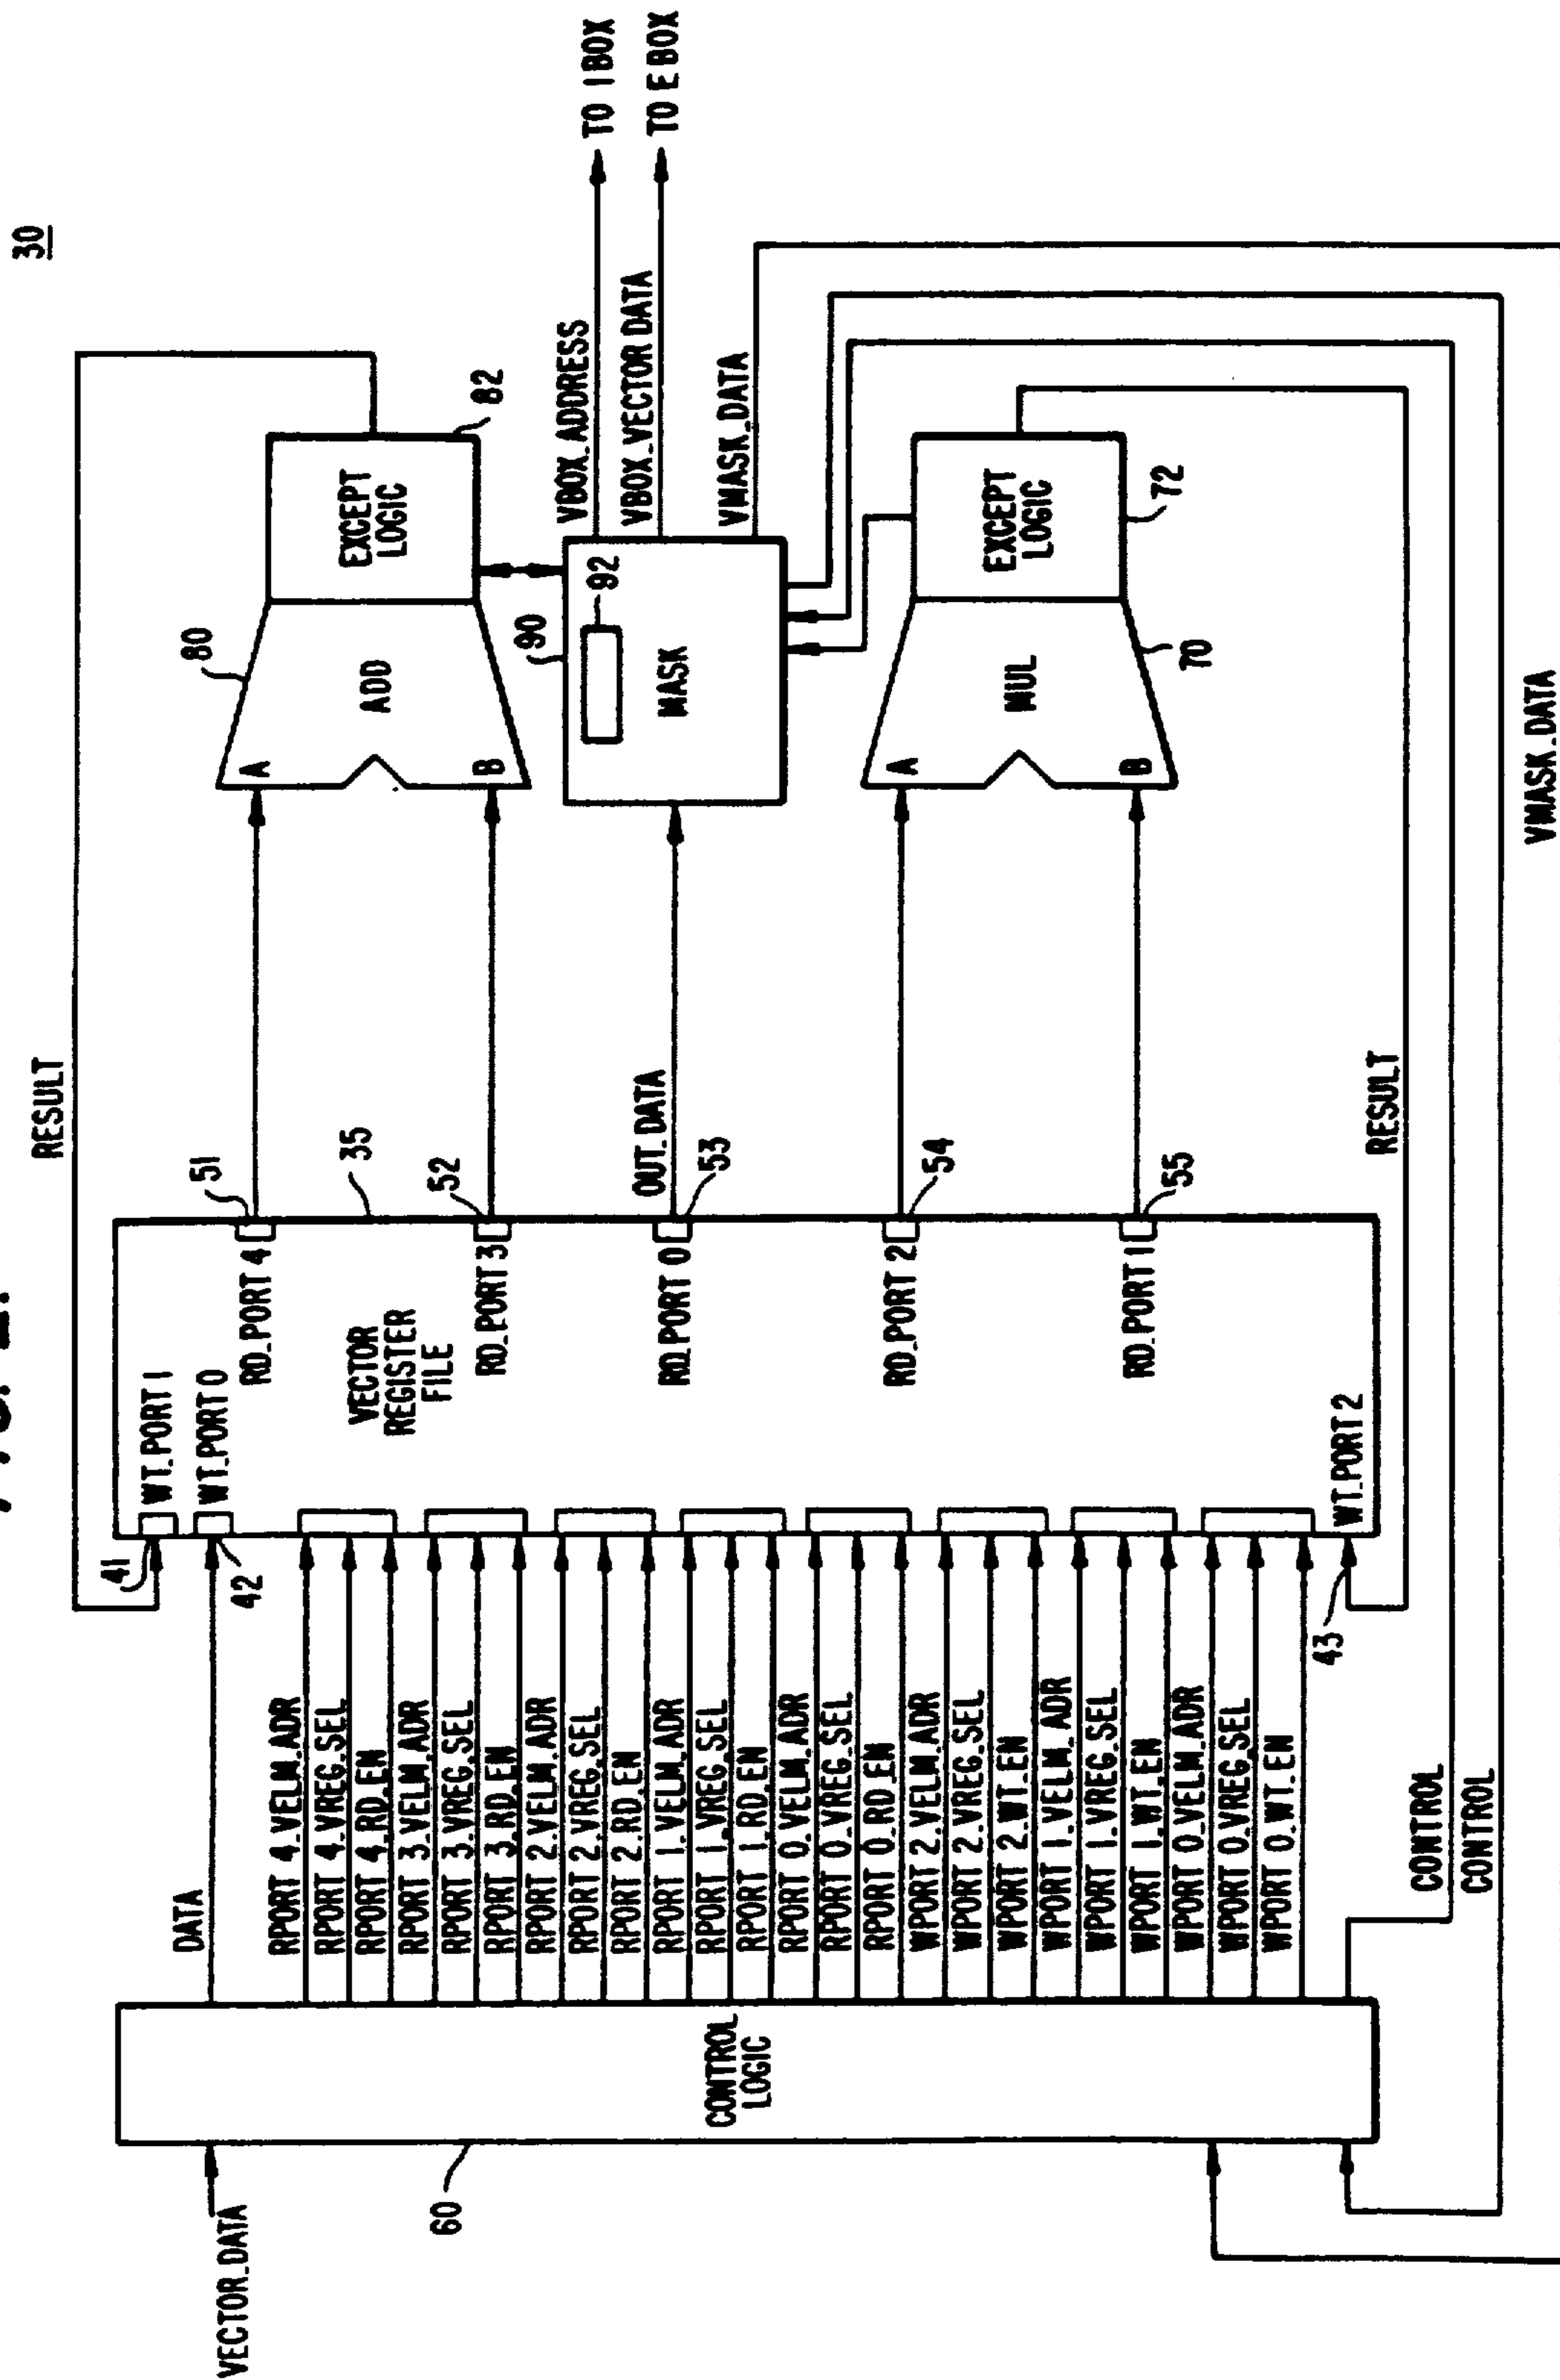 30
RESULT
VECTOR_DATA
60
CONTROL
LOGIC
DATA
RPORT 4_VELM_ADR
RPORT 4_VREG_SEL
RPORT 4_RD_EN
RPORT 3_VELM_ADR
RPORT 3_VREG_SEL
RPORT 3_RD_EN
RPORT 2_VELM_ADR
RPORT 2_VREG_SEL
RPORT 2_RD_EN
RPORT 1_VELM_ADR
RPORT 1_VREG_SEL
RPORT 1_RD_EN
RPORT 0_VELM_ADR
RPORT 0_VREG_SEL
RPORT 0_RD_EN
WPORT 2_VELM_ADR
WPORT 2_VREG_SEL
WPORT 2_WT_EN
WPORT 1_VELM_ADR
WPORT 1_VREG_SEL
WPORT 1_WT_EN
WPORT 0_VELM_ADR
WPORT 0_VREG_SEL
WPORT 0_WT_EN
CONTROL
CONTROL
41
42
43
WT_PORT 1
WT_PORT 0
WT_PORT 2
VECTOR
REGISTER
FILE
RD_PORT 4
RD_PORT 3
RD_PORT 0
RD_PORT 2
RD_PORT 1
51
35
52
OUT_DATA
53
54
55
RESULT
A
B
ADD
80
EXCEPT
LOGIC
82
90
92
MASK
VBOX_ADDRESS
VBOX_VECTOR DATA
VMASK_DATA
TO I BOX
TO E BOX
A
B
MUL
70
EXCEPT
LOGIC
72
VMASK_DATA